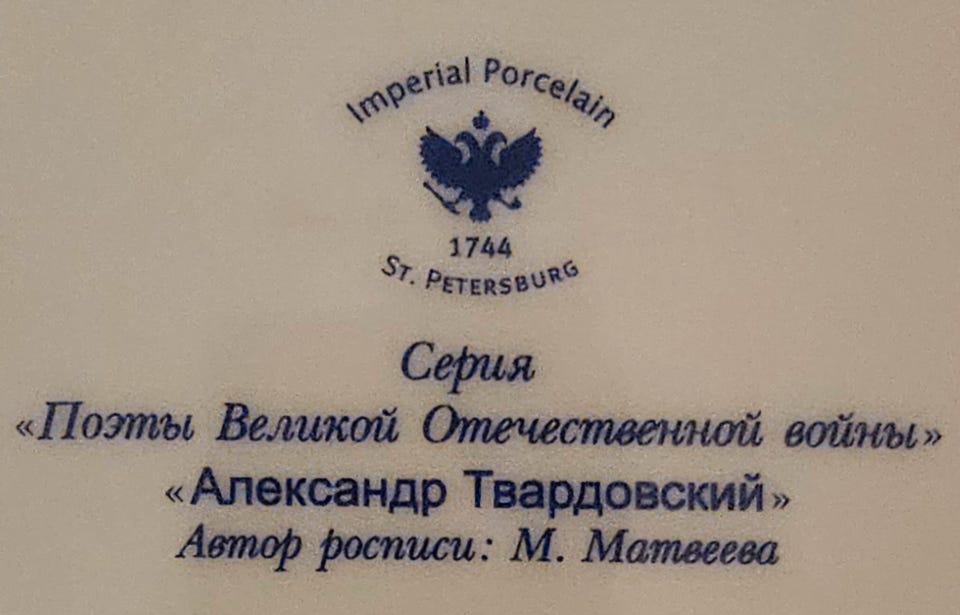 Imperial Porcelain
1744
St. Petersburg
Серия
«Поэты Великой Отечественной войны»
«Александр Твардовский»
Автор росписи: М. Матвеева